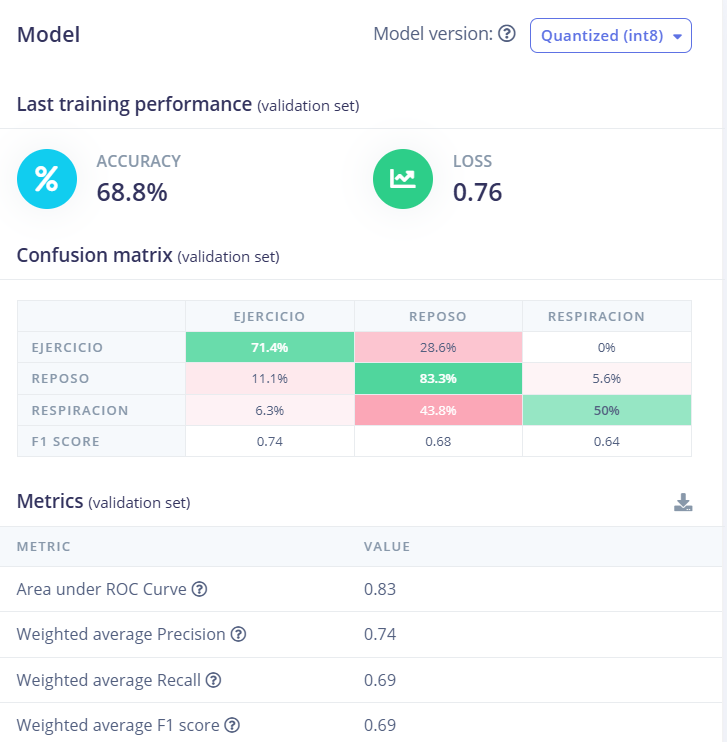 Model
Model version: ? Quantized (int8)
Last training performance (validation set)
% ACCURACY
68.8%
LOSS
0.76
Confusion matrix (validation set)
EJERCICIO REPOSO RESPIRACION
EJERCICIO 71.4% 28.6% 0%
REPOSO 11.1% 83.3% 5.6%
RESPIRACION 6.3% 43.8% 50%
F1 SCORE 0.74 0.68 0.64
Metrics (validation set)
METRIC VALUE
Area under ROC Curve ? 0.83
Weighted average Precision ? 0.74
Weighted average Recall ? 0.69
Weighted average F1 score ? 0.69